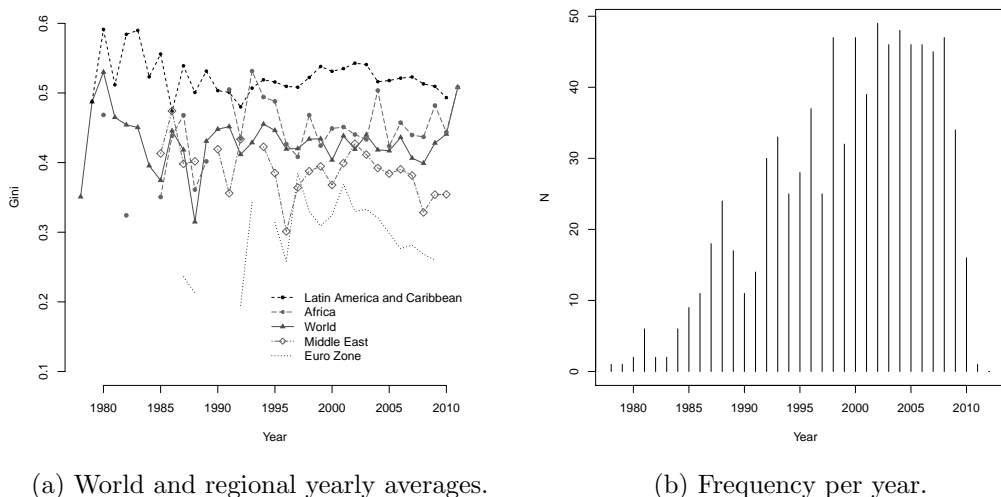 0.6
0.5
0.4
0.3
0.2
0.1
Gini
1980 1985 1990 1995 2000 2005 2010
Year
Latin America and Caribbean
Africa
World
Middle East
Euro Zone
50
40
30
20
10
0
N
1980 1985 1990 1995 2000 2005 2010
Year
(a) World and regional yearly averages.
(b) Frequency per year.